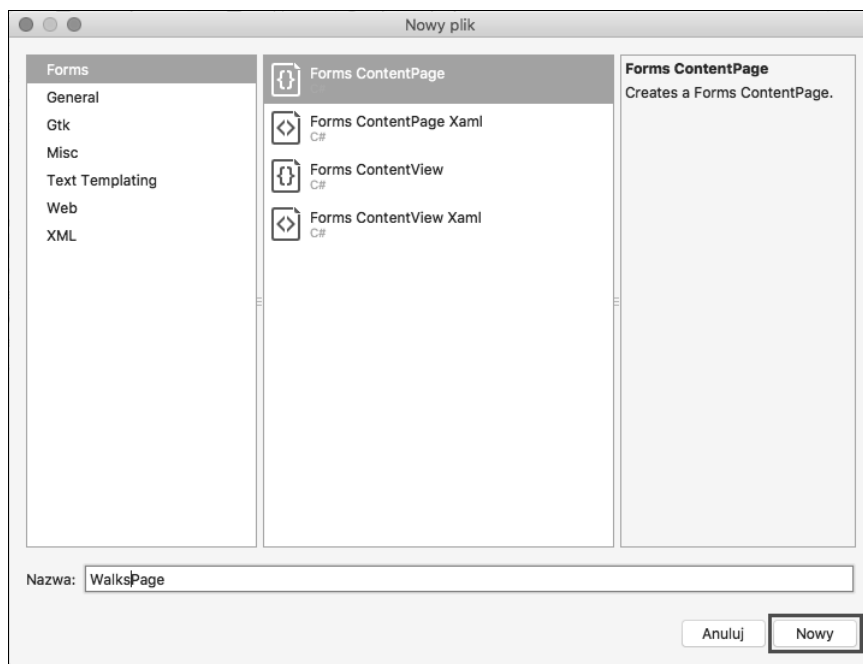 Nowy plik
Forms
General
Gtk
Misc
Text Templating
Web
XML
Forms ContentPage
Forms ContentPage Xaml
C#
Forms ContentView
C#
Forms ContentView Xaml
C#
Forms ContentPage
Creates a Forms ContentPage.
Nazwa: WalksPage
Anuluj
Nowy